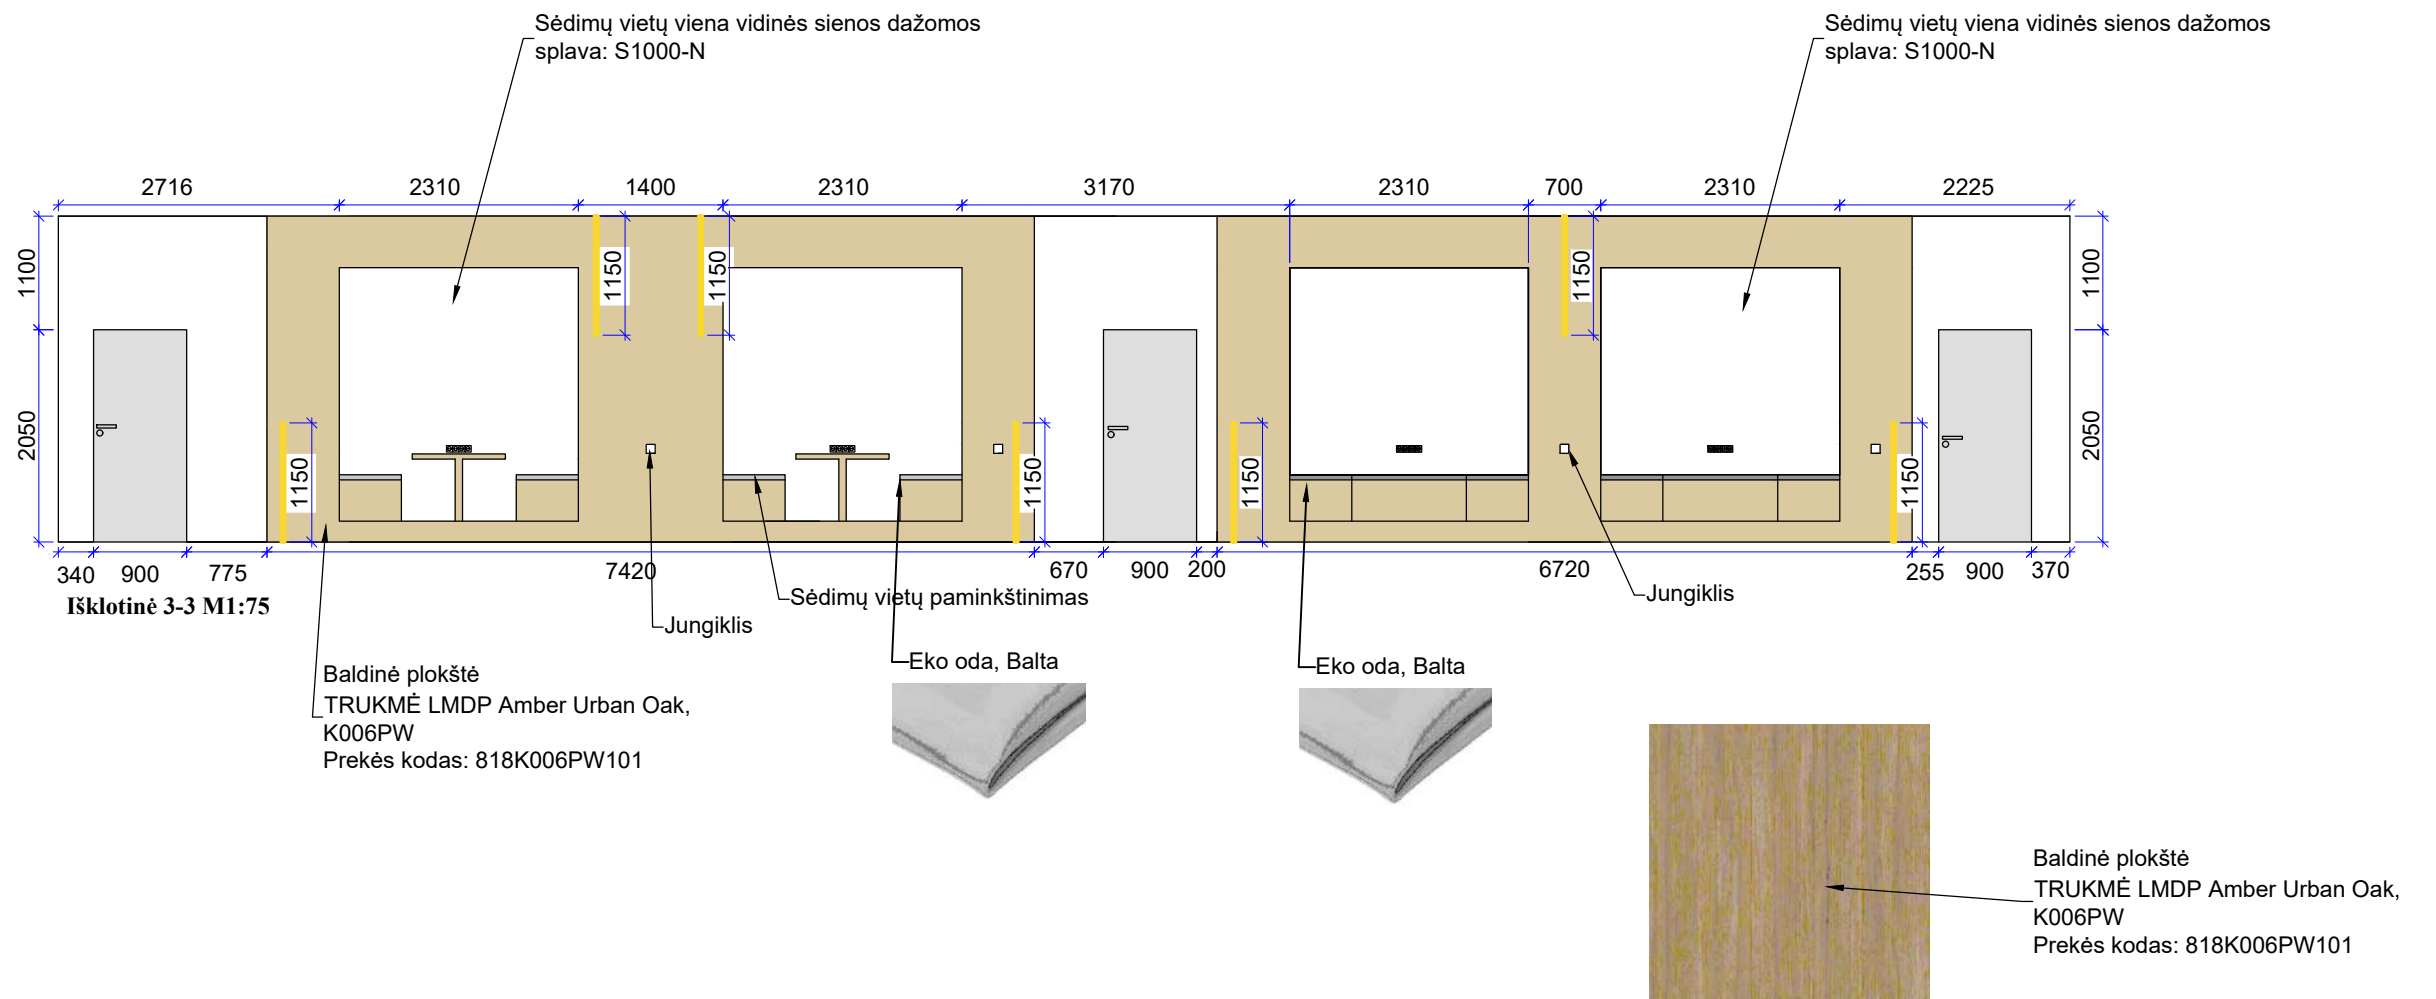 Sėdimų vietų viena vidinės sienos dažomos
splava: S1000-N
Sėdimų vietų viena vidinės sienos dažomos
splava: S1000-N
2716
2310
1400
2310
3170
2310
700
2310
2225
1100
2050
1150
1150
1150
1150
1150
1150
1150
1100
2050
340
900
775
7420
670
900
200
6720
255
900
370
Išklotinė 3-3 M1:75
Sėdimų vietų paminkštinimas
Jungiklis
Jungiklis
Eko oda, Balta
Eko oda, Balta
Baldinė plokštė
TRUKMĖ LMDP Amber Urban Oak,
K006PW
Prekės kodas: 818K006PW101
Baldinė plokštė
TRUKMĖ LMDP Amber Urban Oak,
K006PW
Prekės kodas: 818K006PW101